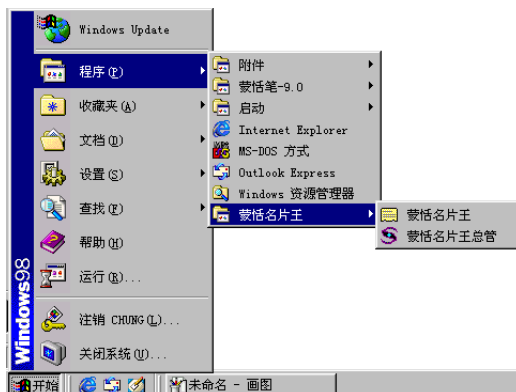 Windows Update
程序(P)
收藏夹(A)
文档(D)
设置(S)
查找(F)
帮助(H)
运行(R)...
注销 CHUNG(L)...
关闭系统(U)...
Windows98
附件
蒙恬笔-9.0
启动
Internet Explorer
MS-DOS 方式
Outlook Express
Windows 资源管理器
蒙恬名片王
蒙恬名片王
蒙恬名片王总管
开始
未命名 - 画图